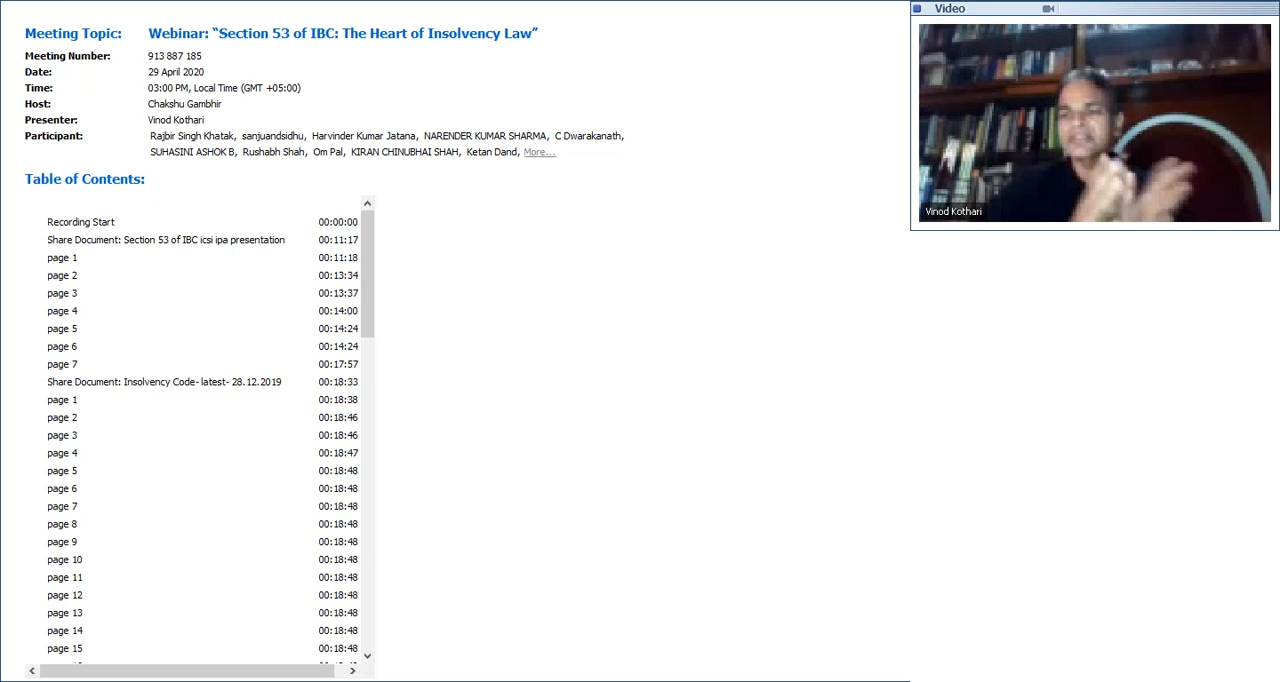 Meeting Topic: Webinar: “Section 53 of IBC: The Heart of Insolvency Law”
Meeting Number: 913 887 185
Date: 29 April 2020
Time: 03:00 PM, Local Time (GMT +05:00)
Host: Chakshu Gambhir
Presenter: Vinod Kothari
Participant: Rajbir Singh Khatak, sanjuandsidhu, Harvinder Kumar Jatana, NARENDER KUMAR SHARMA, C Dwarakanath,
SUHASINI ASHOK B, Rushabh Shah, Om Pal, KIRAN CHINUBHAI SHAH, Ketan Dand, More...
Table of Contents:
Recording Start 00:00:00
Share Document: Section 53 of IBC icsi ipa presentation 00:11:17
page 1 00:11:18
page 2 00:13:34
page 3 00:13:37
page 4 00:14:00
page 5 00:14:24
page 6 00:14:24
page 7 00:17:57
Share Document: Insolvency Code- latest- 28.12.2019 00:18:33
page 1 00:18:38
page 2 00:18:46
page 3 00:18:46
page 4 00:18:47
page 5 00:18:48
page 6 00:18:48
page 7 00:18:48
page 8 00:18:48
page 9 00:18:48
page 10 00:18:48
page 11 00:18:48
page 12 00:18:48
page 13 00:18:48
page 14 00:18:48
page 15 00:18:48
Video
Vinod Kothari